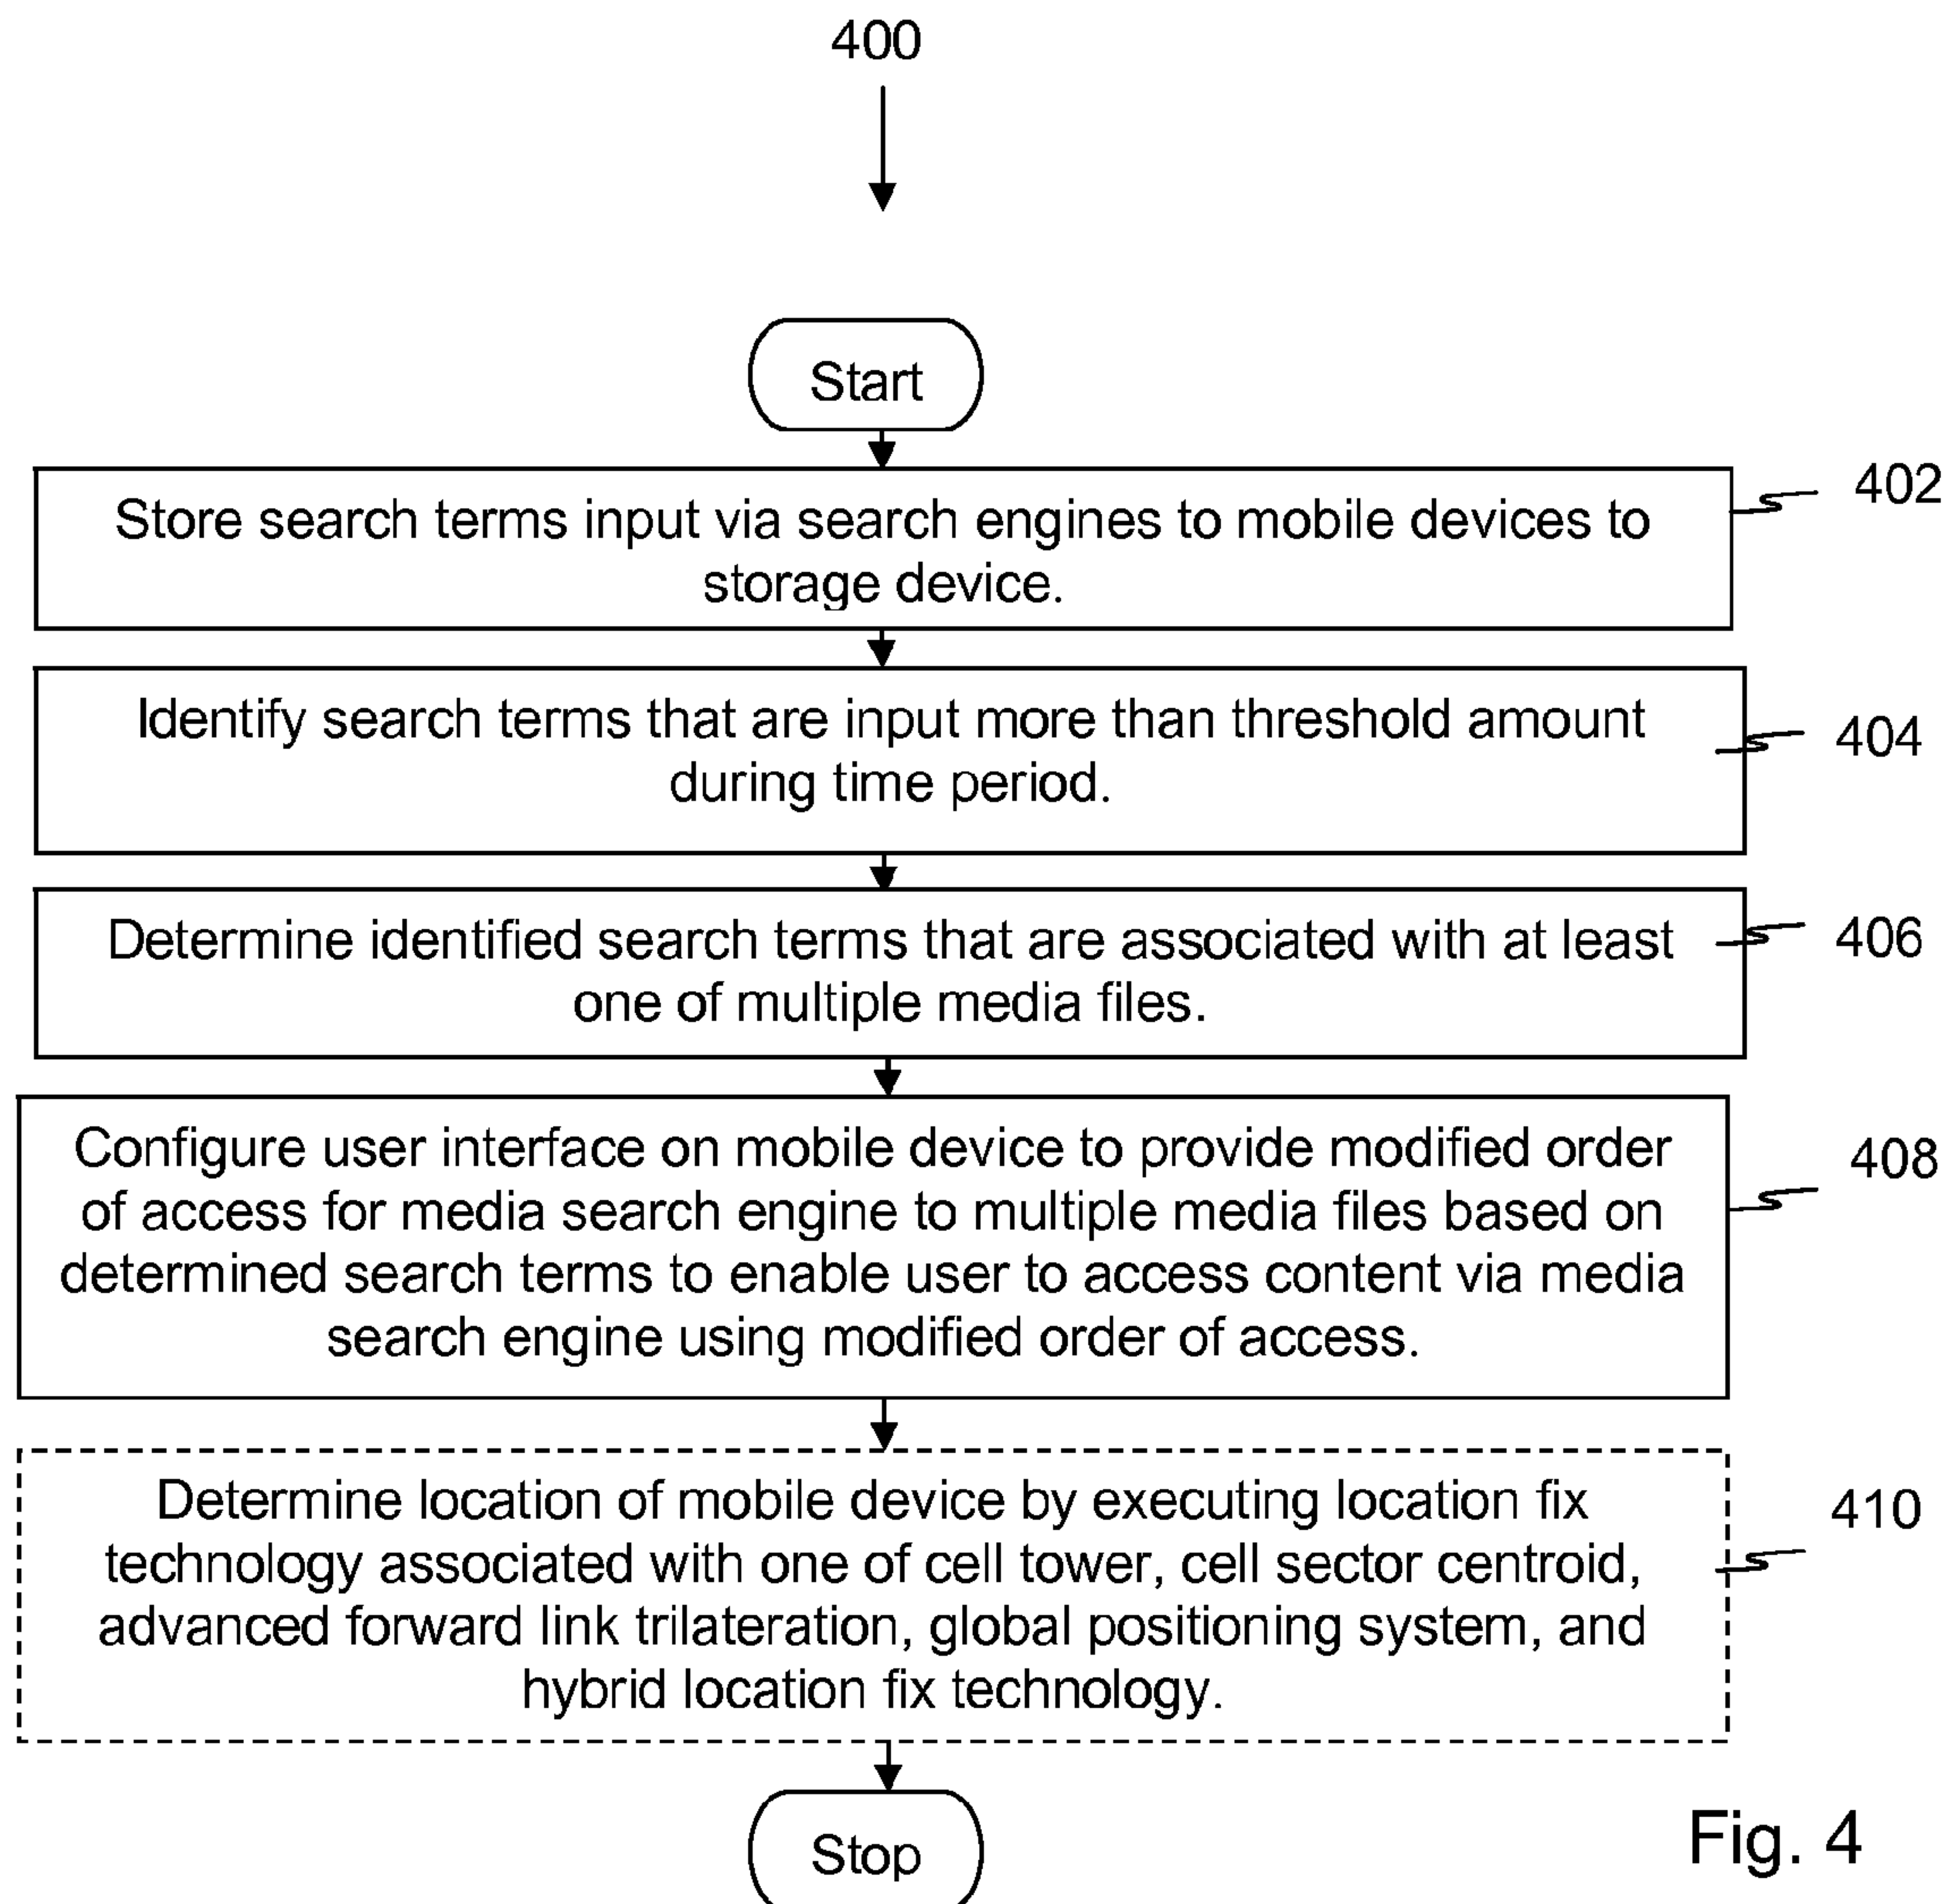 400
Start
Store search terms input via search engines to mobile devices to
storage device.
402
Identify search terms that are input more than threshold amount
during time period.
404
Determine identified search terms that are associated with at least
one of multiple media files.
406
Configure user interface on mobile device to provide modified order
of access for media search engine to multiple media files based on
determined search terms to enable user to access content via media
search engine using modified order of access.
408
Determine location of mobile device by executing location fix
technology associated with one of cell tower, cell sector centroid,
advanced forward link trilateration, global positioning system, and
hybrid location fix technology.
410
Stop
Fig. 4